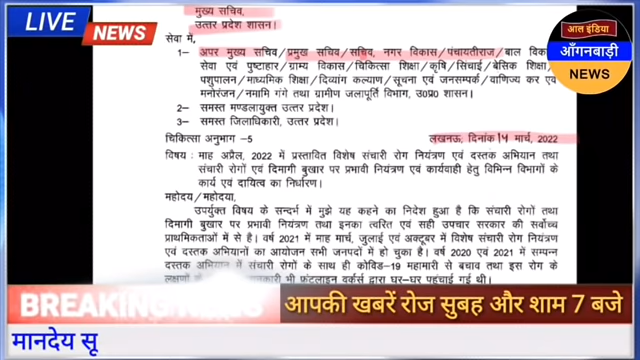 LIVE NEWS
मुख्य सचिव,
उत्तर प्रदेश शासन।
सेवा में,
1- अपर मुख्य सचिव/प्रमुख सचिव/सचिव, नगर विकास/पंचायतीराज/बाल विकास
सेवा एवं पुष्टाहार/ग्राम्य विकास/चिकित्सा शिक्षा/कृषि/सिंचाई/बेसिक शिक्षा/
पशुपालन/माध्यमिक शिक्षा/दिव्यांग कल्याण/सूचना एवं जनसम्पर्क/वाणिज्य कर एवं
मनोरंजन/नमामि गंगे तथा ग्रामीण जलापूर्ति विभाग, उ0प्र0 शासन।
2- समस्त मण्डलायुक्त उत्तर प्रदेश।
3- समस्त जिलाधिकारी, उत्तर प्रदेश।
चिकित्सा अनुभाग -5 लखनऊ, दिनांक 14 मार्च, 2022
विषय: माह अप्रैल, 2022 में प्रस्तावित विशेष संचारी रोग नियंत्रण एवं दस्तक अभियान तथा
संचारी रोगों एवं दिमागी बुखार पर प्रभावी नियंत्रण एवं कार्यवाही हेतु विभिन्न विभागों के
कार्य एवं दायित्व का निर्धारण।
महोदय/महोदया,
उपर्युक्त विषय के सन्दर्भ में मुझे यह कहने का निदेश हुआ है कि संचारी रोगों तथा
दिमागी बुखार पर प्रभावी नियंत्रण तथा इनका त्वरित एवं सही उपचार सरकार की सर्वोच्च
प्राथमिकताओं में से है। वर्ष 2021 में माह मार्च, जुलाई एवं अक्टूबर में विशेष संचारी रोग नियंत्रण
एवं दस्तक अभियानों का आयोजन सभी जनपदों में हो चुका है। वर्ष 2020 एवं 2021 में सम्पन्न
दस्तक अभियान में संचारी रोगों के साथ ही कोविड-19 महामारी से बचाव तथा इस रोग के
लक्षणों भी फ्रंटलाइन वर्कर्स द्वारा घर-घर पहुंचाई गई थी।
आल इंडिया
आँगनबाड़ी
NEWS
BREAKING NEWS
आपकी खबरें रोज सुबह और शाम 7 बजे
मानदेय सू